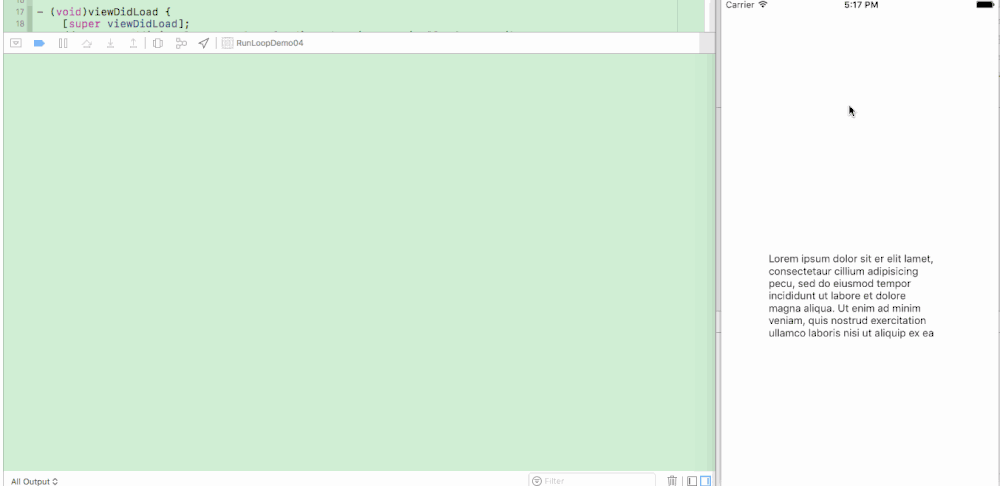 17 - (void)viewDidLoad {
18 [super viewDidLoad];
RunLoopDemo04
All Output
Filter
Carrier 5:17 PM
Lorem ipsum dolor sit er elit lamet,
consectetaur cillium adipisicing
pecu, sed do eiusmod tempor
incididunt ut labore et dolore
magna aliqua. Ut enim ad minim
veniam, quis nostrud exercitation
ullamco laboris nisi ut aliquip ex ea